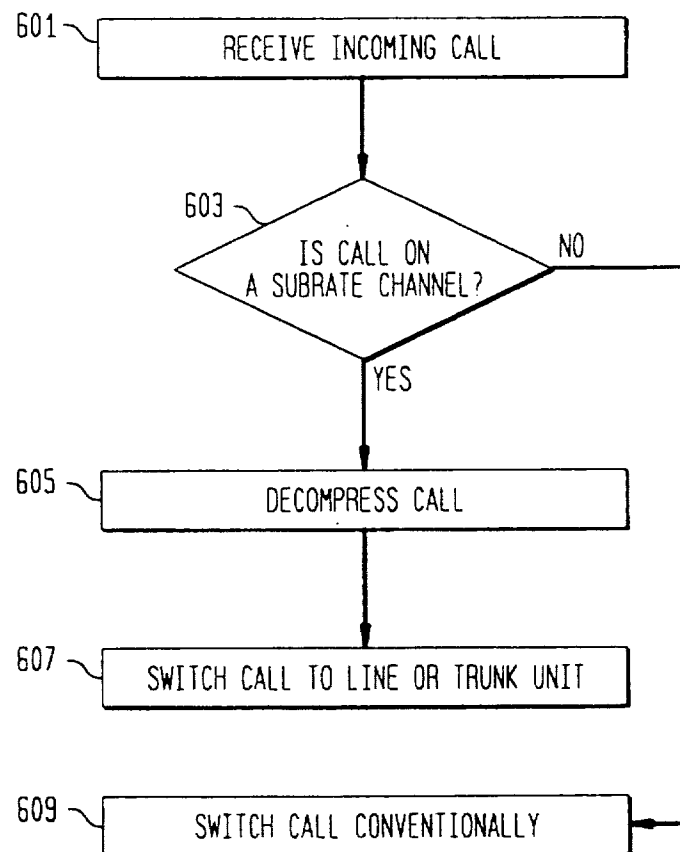 601
RECEIVE INCOMING CALL
603
IS CALL ON
A SUBRATE CHANNEL?
NO
YES
605
DECOMPRESS CALL
607
SWITCH CALL TO LINE OR TRUNK UNIT
609
SWITCH CALL CONVENTIONALLY